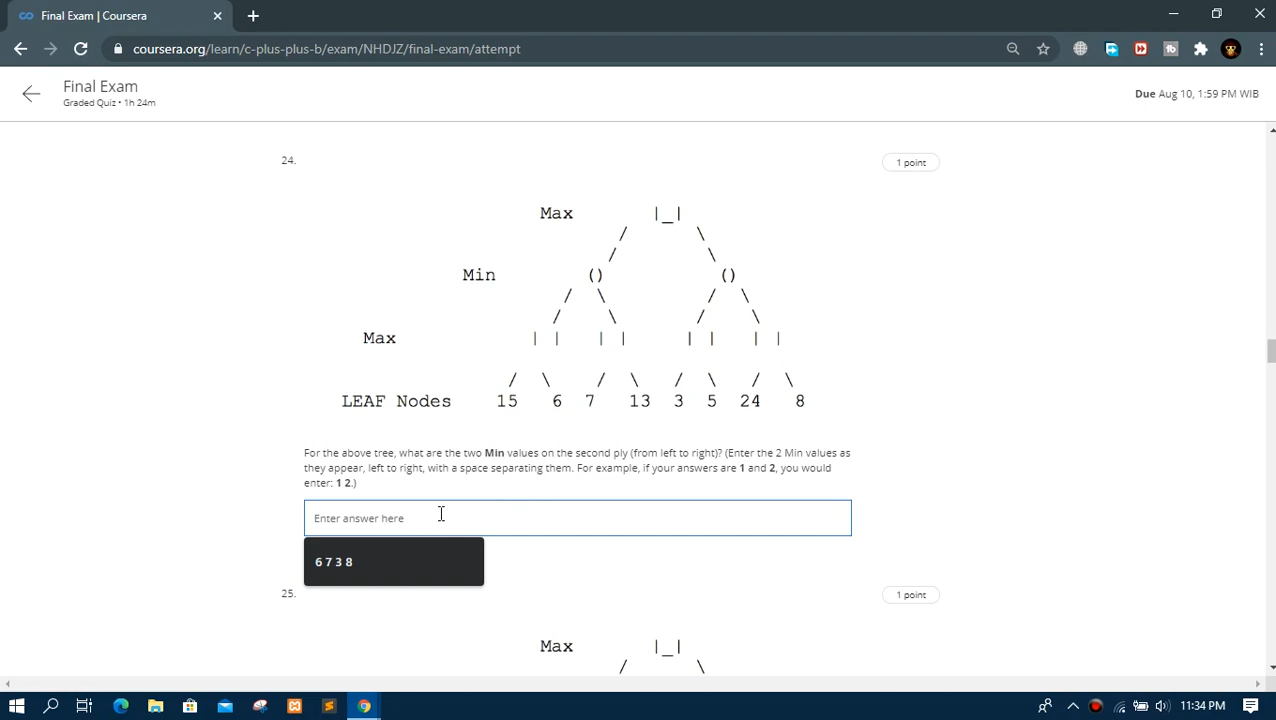 Final Exam | Coursera
coursera.org/learn/c-plus-plus-b/exam/NHDJZ/final-exam/attempt
Final Exam
Graded Quiz • 1h 24m
Due Aug 10, 1:59 PM WIB
24.
1 point
Max |_|
/ \
/ \
Min () ()
/ \ / \
/ \ / \
Max | | | | | | | |
/ \ / \ / \ / \
LEAF Nodes 15 6 7 13 3 5 24 8
For the above tree, what are the two Min values on the second ply (from left to right)? (Enter the 2 Min values as
they appear, left to right, with a space separating them. For example, if your answers are 1 and 2, you would
enter: 1 2.)
Enter answer here
6 7 3 8
25.
1 point
Max |_|
/ \
11:34 PM